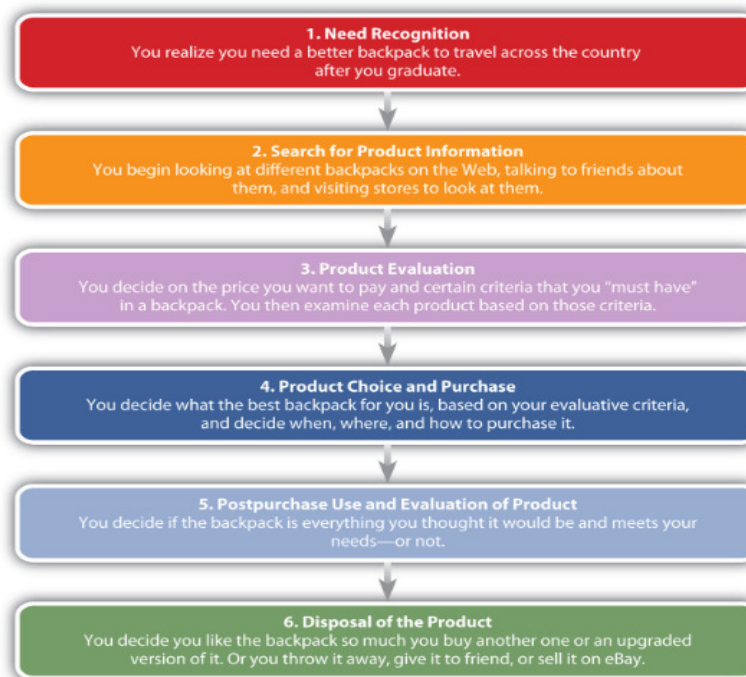 1. Need Recognition
You realize you need a better backpack to travel across the country
after you graduate.
2. Search for Product Information
You begin looking at different backpacks on the Web, talking to friends about
them, and visiting stores to look at them.
3. Product Evaluation
You decide on the price you want to pay and certain criteria that you “must have”
in a backpack. You then examine each product based on those criteria.
4. Product Choice and Purchase
You decide what the best backpack for you is, based on your evaluative criteria,
and decide when, where, and how to purchase it.
5. Postpurchase Use and Evaluation of Product
You decide if the backpack is everything you thought it would be and meets your
needs—or not.
6. Disposal of the Product
You decide you like the backpack so much you buy another one or an upgraded
version of it. Or you throw it away, give it to friend, or sell it on eBay.